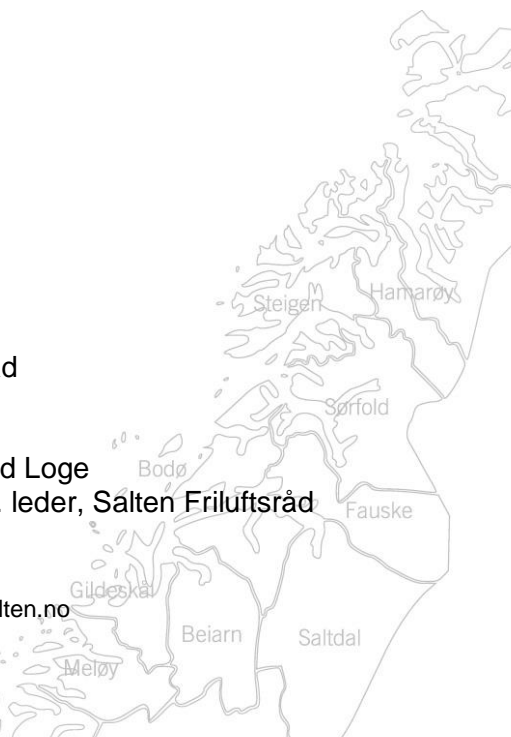 Steigen
Hamarøy
d
Sørfold
d Loge
Bodø
. leder, Salten Friluftsråd
Fauske
Gildeskål
lten.no
Beiarn
Saltdal
Meløy